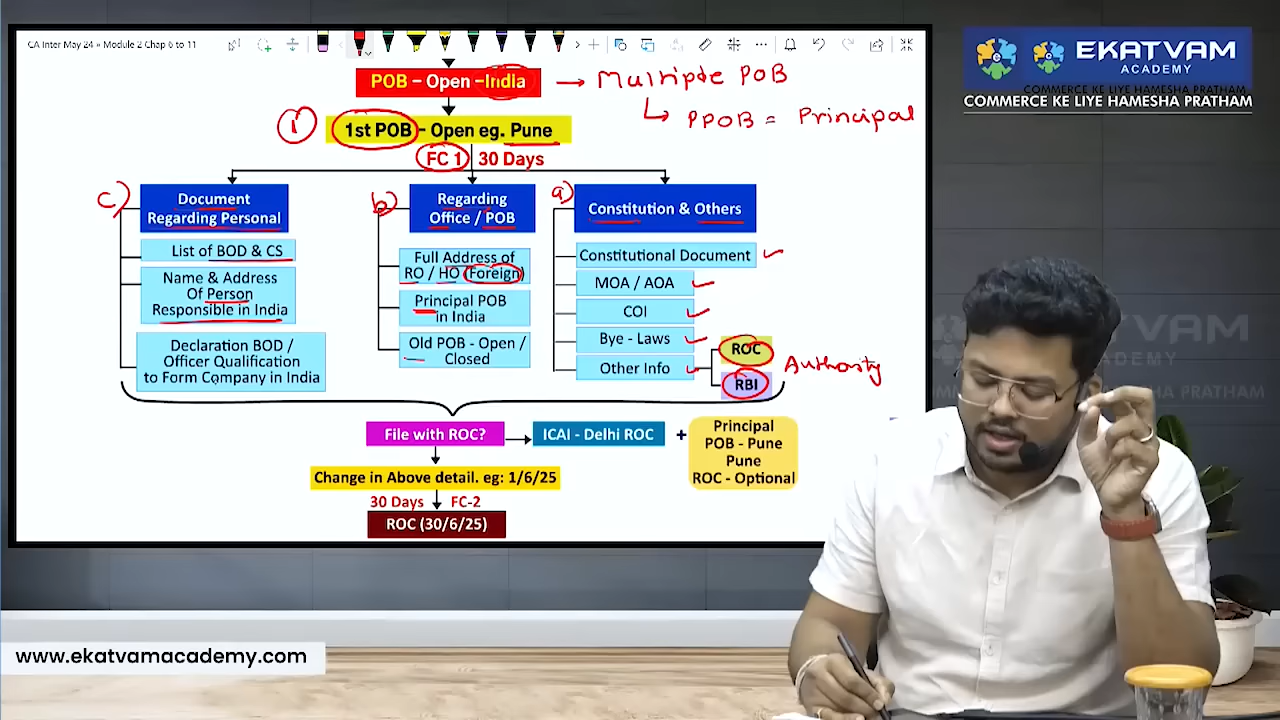 CA Inter May 24 » Module 2 Chap 6 to 11
POB – Open –India → Multiple POB
PPOB = Principal
1 1st POB - Open eg. Pune
FC 1 30 Days
c) Document
Regarding Personal
List of BOD & CS
Name & Address
Of Person
Responsible in India
Declaration BOD /
Officer Qualification
to Form Company in India
b) Regarding
Office / POB
Full Address of
RO / HO (Foreign)
Principal POB
in India
Old POB - Open /
Closed
a) Constitution & Others
Constitutional Document
MOA / AOA
COI
Bye - Laws
Other Info
ROC
RBI
Authority
File with ROC?
ICAI - Delhi ROC +
Principal
POB - Pune
Pune
ROC - Optional
Change in Above detail. eg: 1/6/25
30 Days FC-2
ROC (30/6/25)
EKATVAM
ACADEMY
COMMERCE KE LIYE HAMESHA PRATHAM
EKATVAM
ACADEMY
www.ekatvamacademy.com